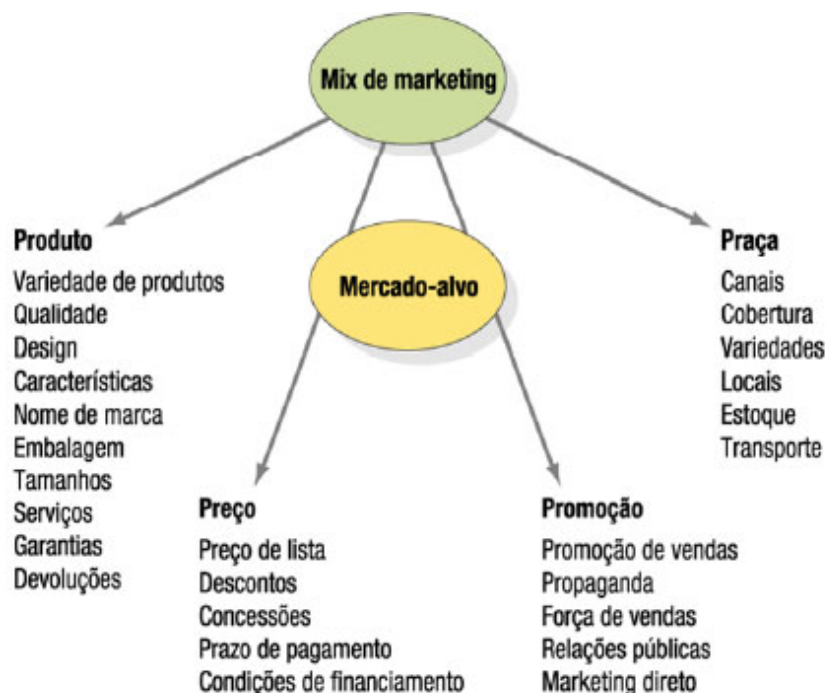 Mix de marketing
Mercado-alvo
Produto
Variedade de produtos
Qualidade
Design
Características
Nome de marca
Embalagem
Tamanhos
Serviços
Garantias
Devoluções
Preço
Preço de lista
Descontos
Concessões
Prazo de pagamento
Condições de financiamento
Promoção
Promoção de vendas
Propaganda
Força de vendas
Relações públicas
Marketing direto
Praça
Canais
Cobertura
Variedades
Locais
Estoque
Transporte